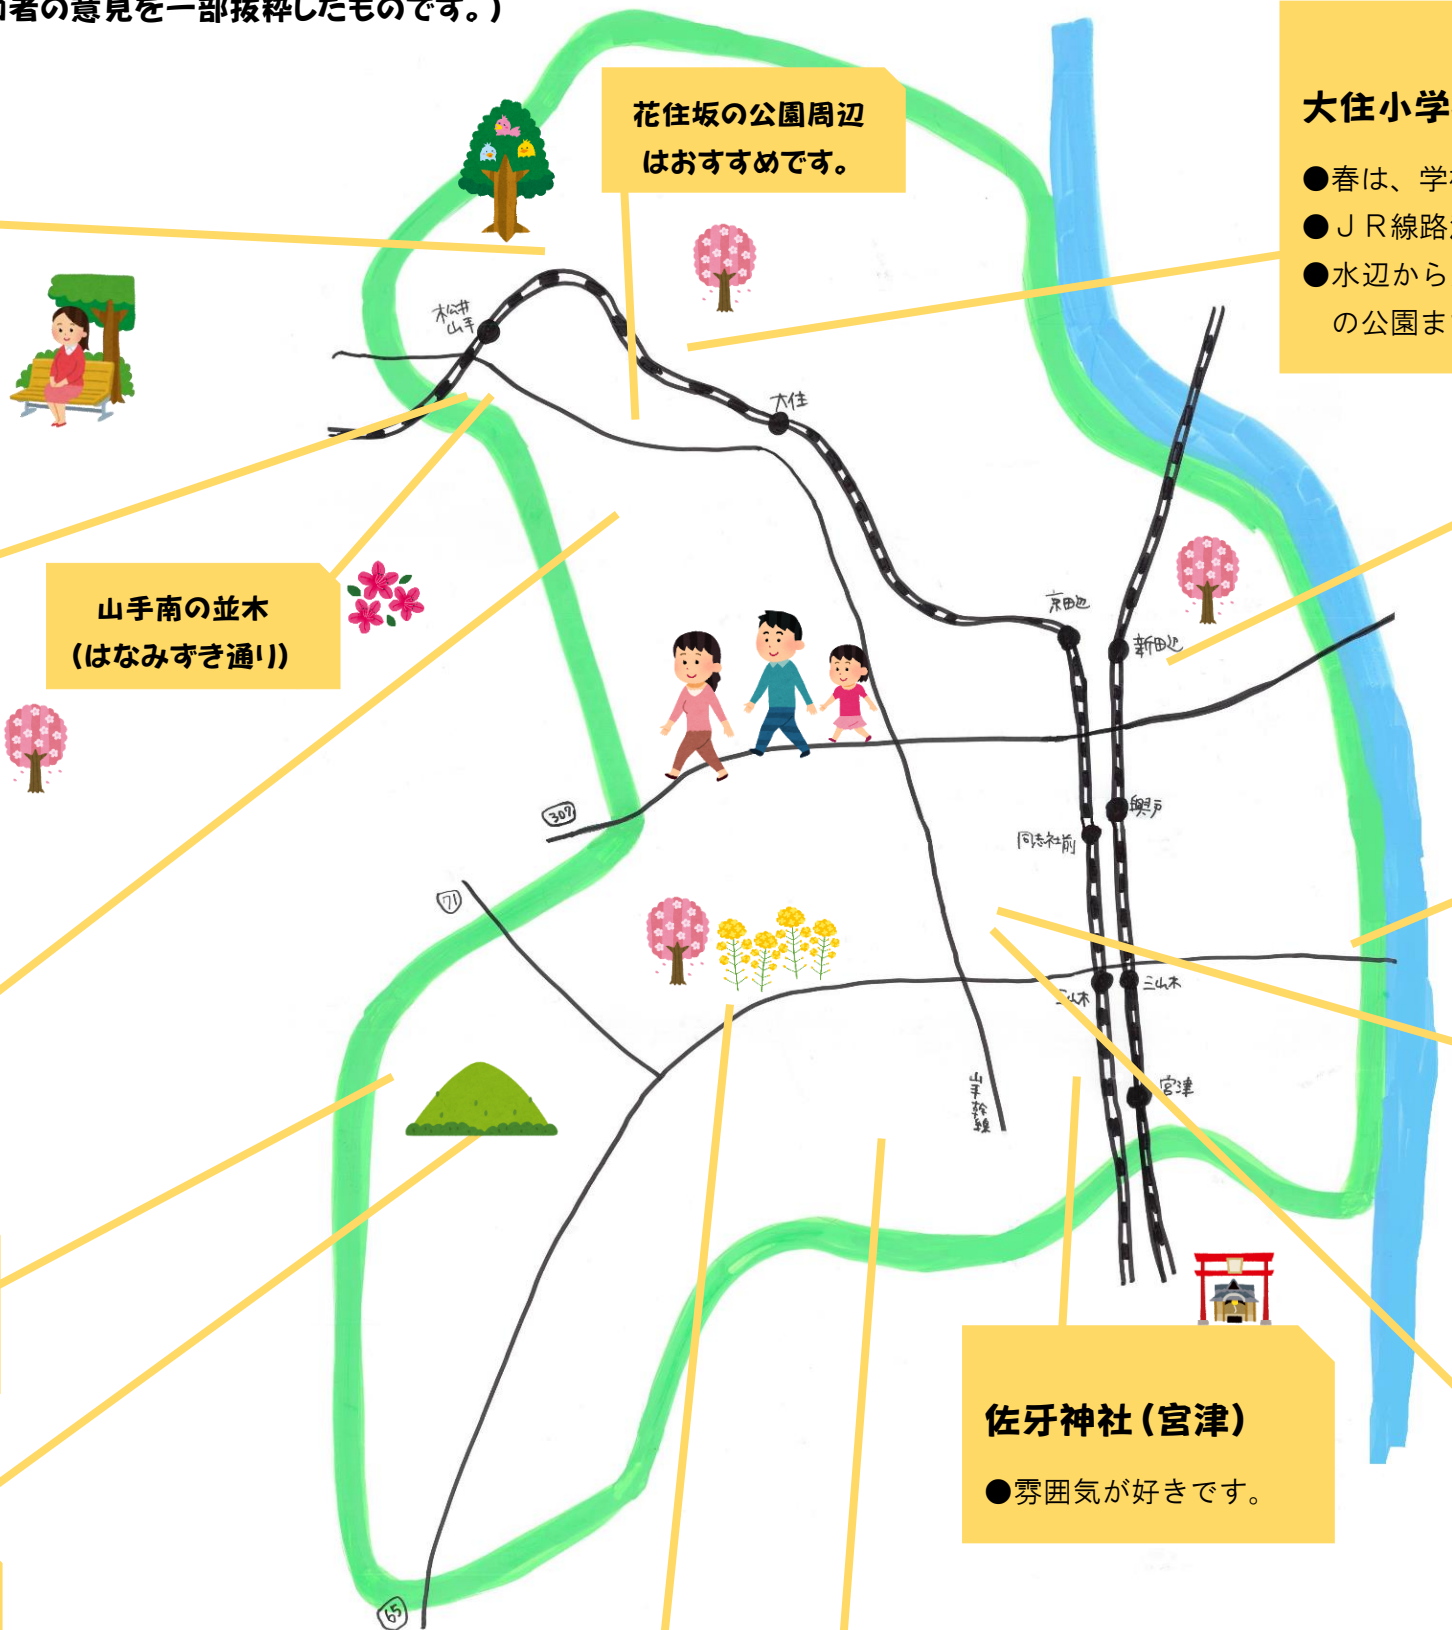 者の意見を一部抜粋したものです。)
花住坂の公園周辺
はおすすめです。
大住小学
●春は、学
●ＪＲ線路
●水辺から
の公園ま
松井
山手
大住
山手南の並木
(はなみずき通り)
京田辺
新田辺
307
興戸
同志社前
71
三山木
三山木
山手幹線
宮津
佐牙神社(宮津)
●雰囲気が好きです。
65